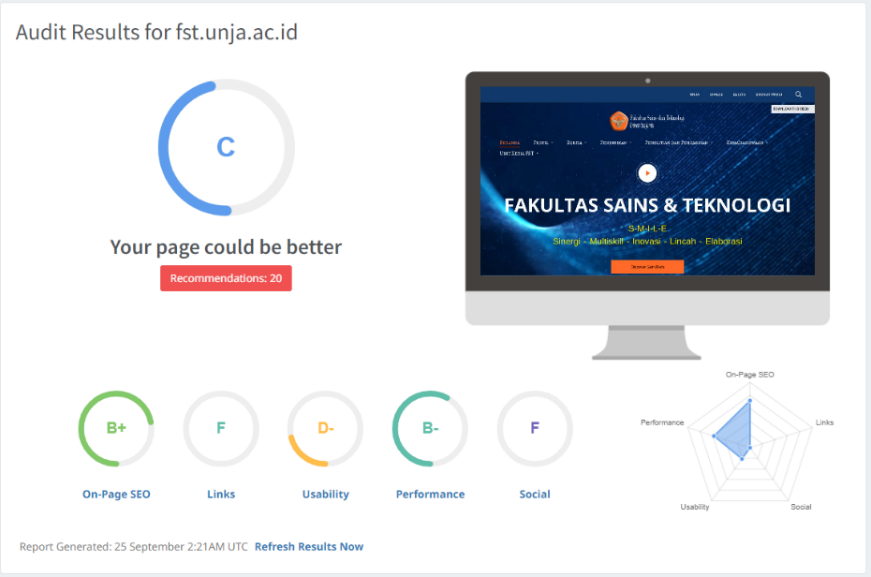 Audit Results for fst.unja.ac.id
C
Your page could be better
Recommendations: 20
FAKULTAS SAINS & TEKNOLOGI
S-M-I-L-E
Sinergi - Multiskill - Inovasi - Lincah - Elaborasi
B+
F
D-
B-
F
On-Page SEO
Links
Usability
Performance
Social
On-Page SEO
Performance
Links
Usability
Social
Report Generated: 25 September 2:21AM UTC Refresh Results Now